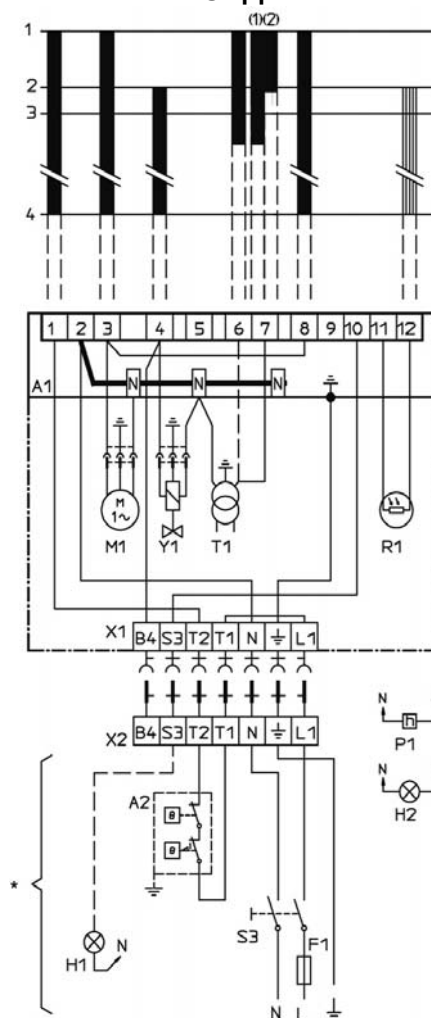 (1)(2)
1
2
3
4
1 2 3 4 5 6 7 8 9 10 11 12
A1
N N N
M
1~
M1 Y1 T1 R1
X1 B4 S3 T2 T1 N L1
X2 B4 S3 T2 T1 N L1
N
P1
A2
θ
θ
N
H2
*
S3
F1
H1
N
N L